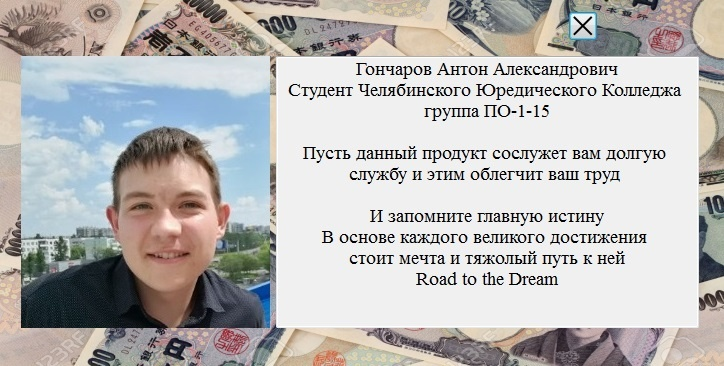 Гончаров Антон Александрович
Студент Челябинского Юредического Колледжа
группа ПО-1-15
Пусть данный продукт сослужет вам долгую
службу и этим облегчит ваш труд
И запомните главную истину
В основе каждого великого достижения
стоит мечта и тяжолый путь к ней
Road to the Dream